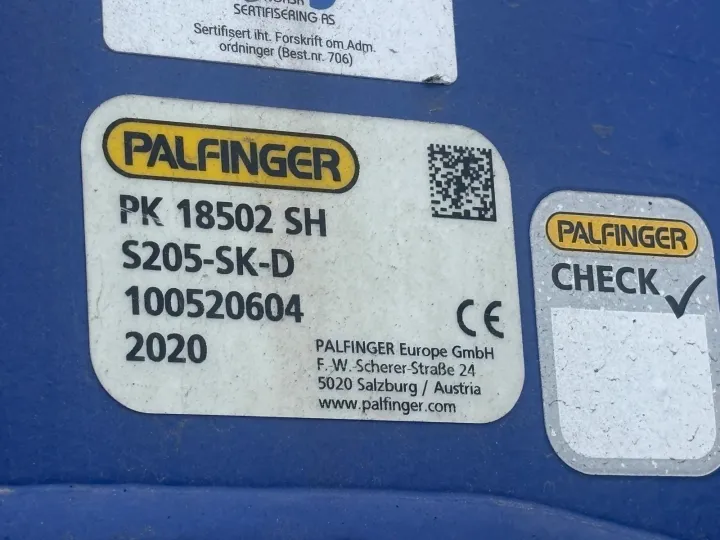 SERTIFISERING AS
Sertifisert iht. Forskrift om Adm.
ordninger (Best.nr. 706)
PALFINGER
PK 18502 SH
S205-SK-D
100520604
2020
CE
PALFINGER Europe GmbH
F.-W.-Scherer-Straße 24
5020 Salzburg / Austria
www.palfinger.com
PALFINGER
CHECK